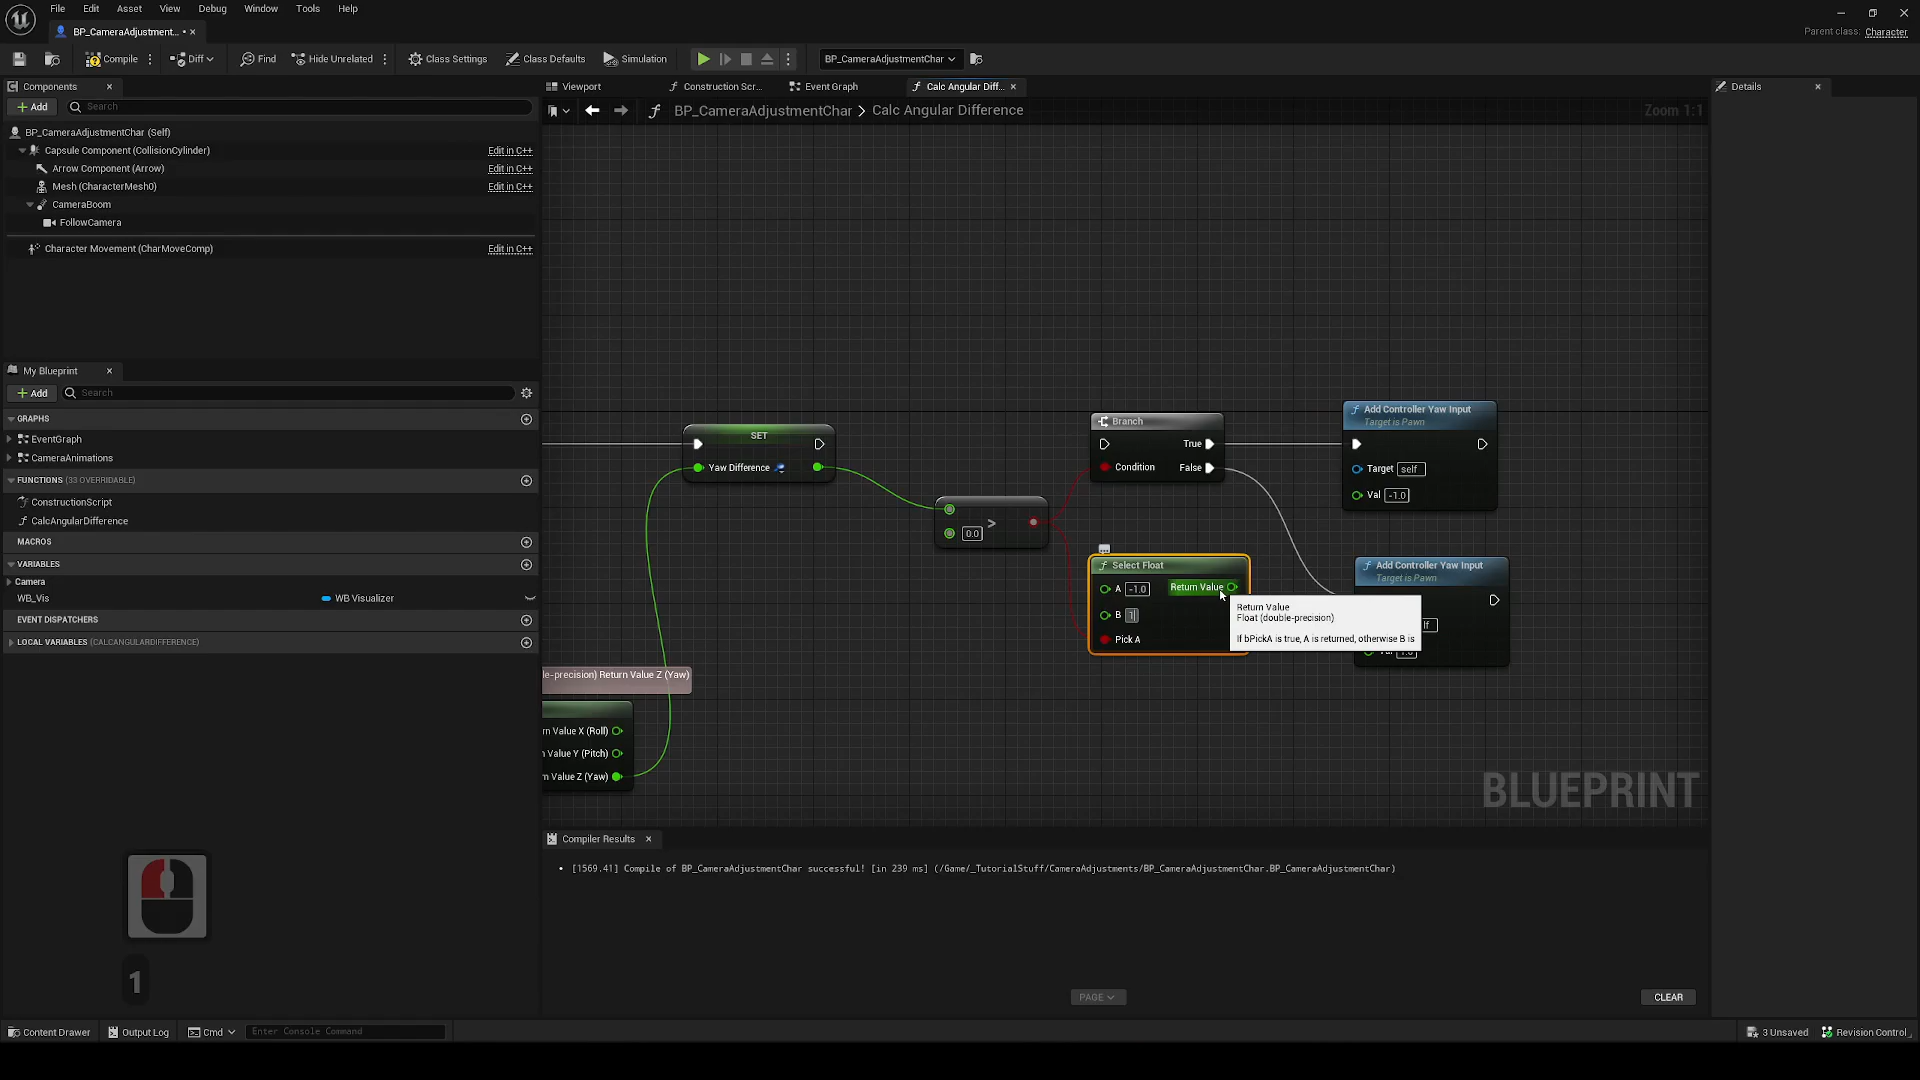 File Edit Asset View Debug Window Tools Help
BP_CameraAdjustment... •
Parent class: Character
Compile Diff Find Hide Unrelated Class Settings Class Defaults Simulation BP_CameraAdjustmentChar
Components
Viewport Construction Scr... Event Graph Calc Angular Diff...
Details
Add Search
BP_CameraAdjustmentChar > Calc Angular Difference
Zoom 1:1
BP_CameraAdjustmentChar (Self)
Capsule Component (CollisionCylinder) Edit in C++
Arrow Component (Arrow) Edit in C++
Mesh (CharacterMesh0) Edit in C++
CameraBoom
FollowCamera
Character Movement (CharMoveComp) Edit in C++
My Blueprint
Add Search
GRAPHS
EventGraph
CameraAnimations
FUNCTIONS (33 OVERRIDABLE)
ConstructionScript
CalcAngularDifference
MACROS
VARIABLES
Camera
WB_Vis WB Visualizer
EVENT DISPATCHERS
LOCAL VARIABLES (CALCANGULARDIFFERENCE)
SET
Yaw Difference
0.0 >
Branch
True
Condition False
Add Controller Yaw Input
Target is Pawn
Target self
Val -1.0
Select Float
A -1.0 Return Value
B 1
Pick A
Return Value
Float (double-precision)
If bPickA is true, A is returned, otherwise B is
Add Controller Yaw Input
Target is Pawn
le-precision) Return Value Z (Yaw)
rn Value X (Roll)
n Value Y (Pitch)
rn Value Z (Yaw)
BLUEPRINT
Compiler Results
• [1569.41] Compile of BP_CameraAdjustmentChar successful! [in 239 ms] (/Game/_TutorialStuff/CameraAdjustments/BP_CameraAdjustmentChar.BP_CameraAdjustmentChar)
1
PAGE
CLEAR
Content Drawer Output Log Cmd Enter Console Command
3 Unsaved Revision Control